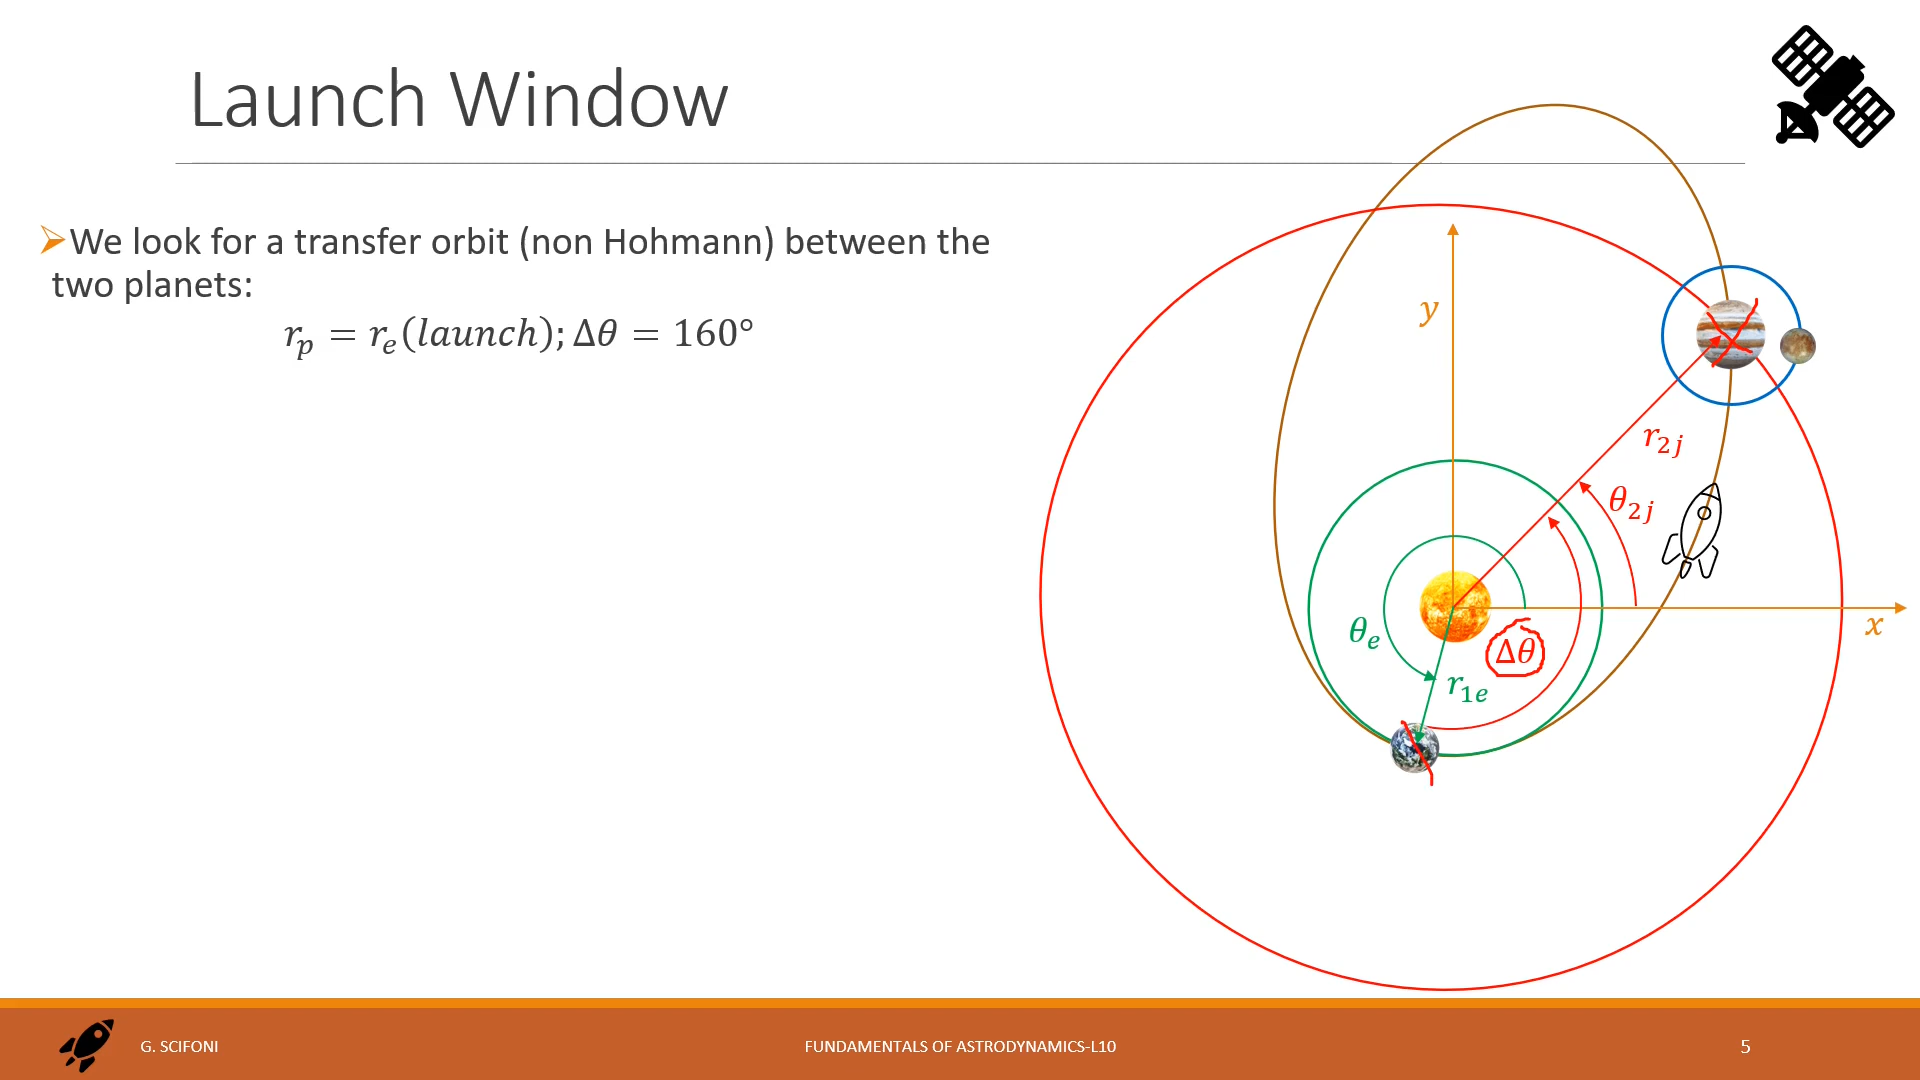 Launch Window
We look for a transfer orbit (non Hohmann) between the
two planets:
r_p = r_e(launch); Δθ = 160°
y
r_2j
θ_2j
x
θ_e
Δθ
r_1e
G. SCIFONI
FUNDAMENTALS OF ASTRODYNAMICS-L10
5